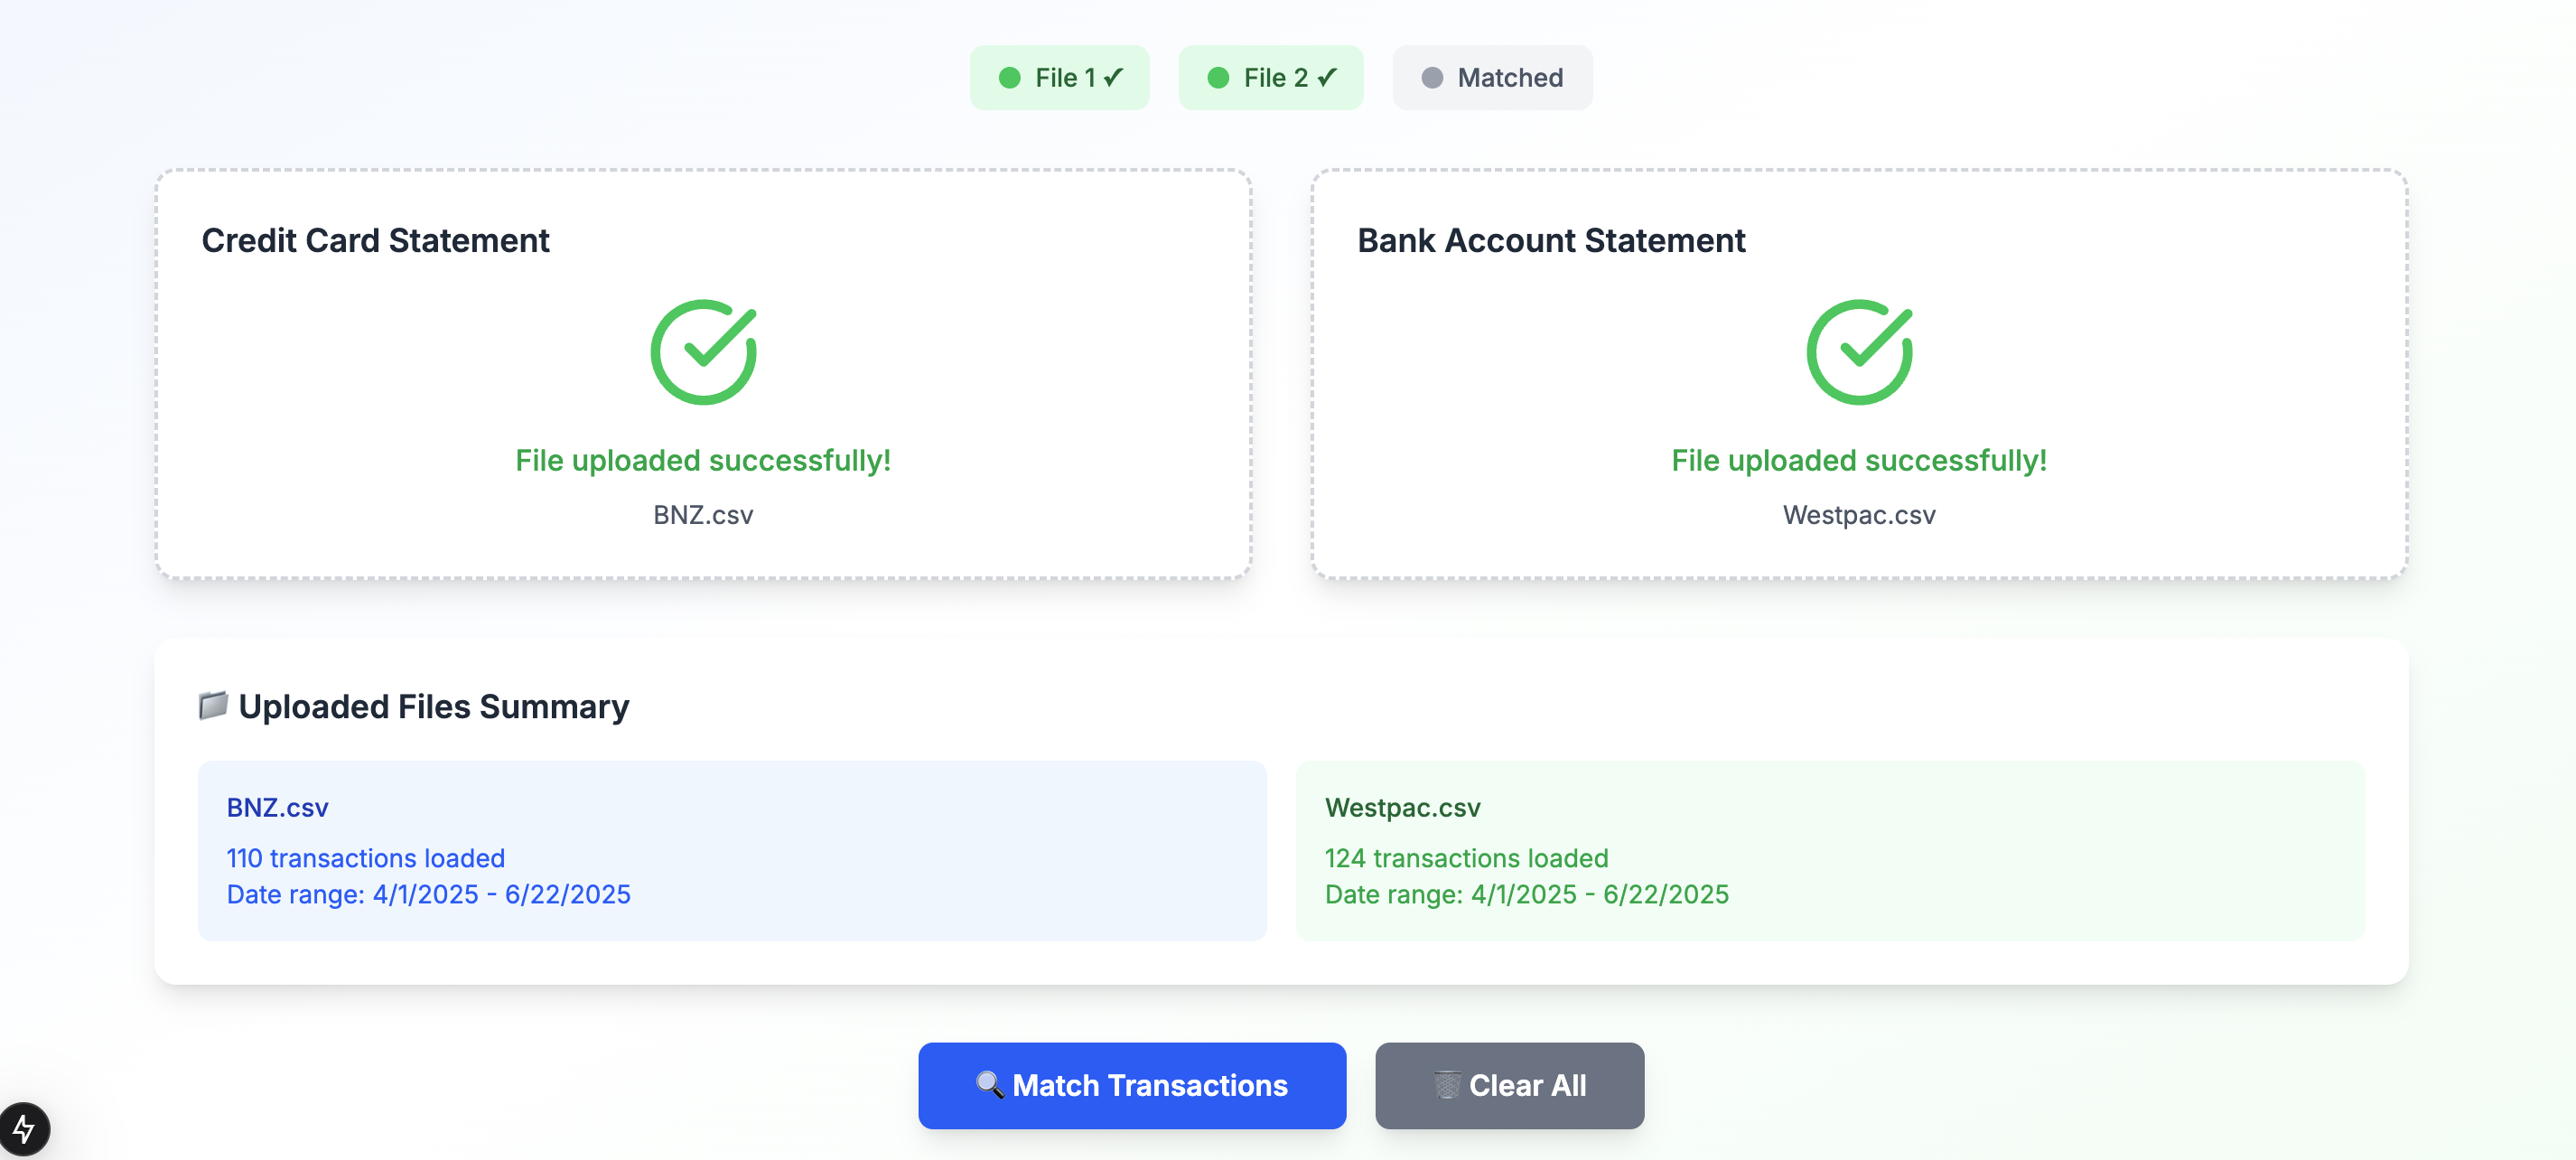 File 1 ✓ File 2 ✓ Matched
Credit Card Statement
File uploaded successfully!
BNZ.csv
Bank Account Statement
File uploaded successfully!
Westpac.csv
Uploaded Files Summary
BNZ.csv
110 transactions loaded
Date range: 4/1/2025 - 6/22/2025
Westpac.csv
124 transactions loaded
Date range: 4/1/2025 - 6/22/2025
Match Transactions
Clear All